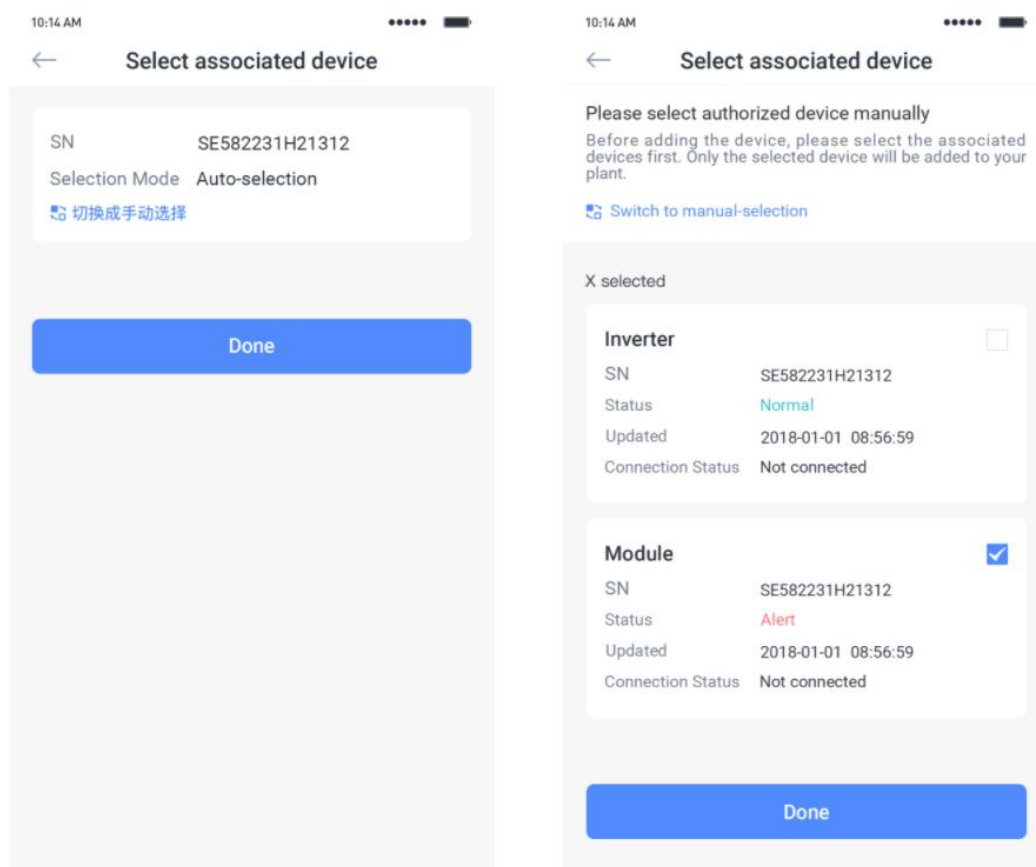 10:14 AM
Select associated device
SN SE582231H21312
Selection Mode Auto-selection
切换成手动选择
Done
10:14 AM
Select associated device
Please select authorized device manually
Before adding the device, please select the associated
devices first. Only the selected device will be added to your
plant.
Switch to manual-selection
X selected
Inverter
SN SE582231H21312
Status Normal
Updated 2018-01-01 08:56:59
Connection Status Not connected
Module
SN SE582231H21312
Status Alert
Updated 2018-01-01 08:56:59
Connection Status Not connected
Done